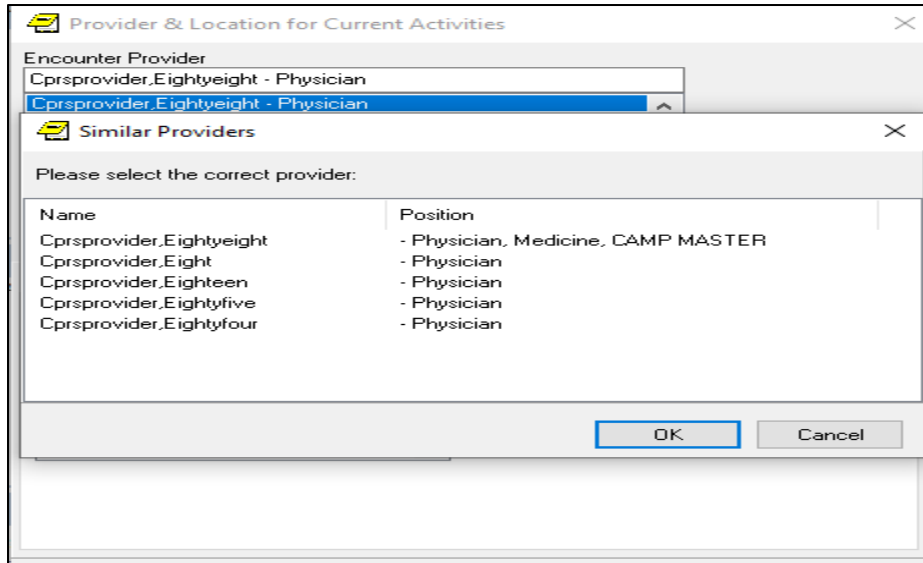 Provider & Location for Current Activities
Encounter Provider
Cprsprovider,Eightyeight - Physician
Cprsprovider,Eightyeight - Physician
Similar Providers
Please select the correct provider:
Name Position
Cprsprovider,Eightyeight - Physician, Medicine, CAMP MASTER
Cprsprovider,Eight - Physician
Cprsprovider,Eighteen - Physician
Cprsprovider,Eightyfive - Physician
Cprsprovider,Eightyfour - Physician
OK Cancel